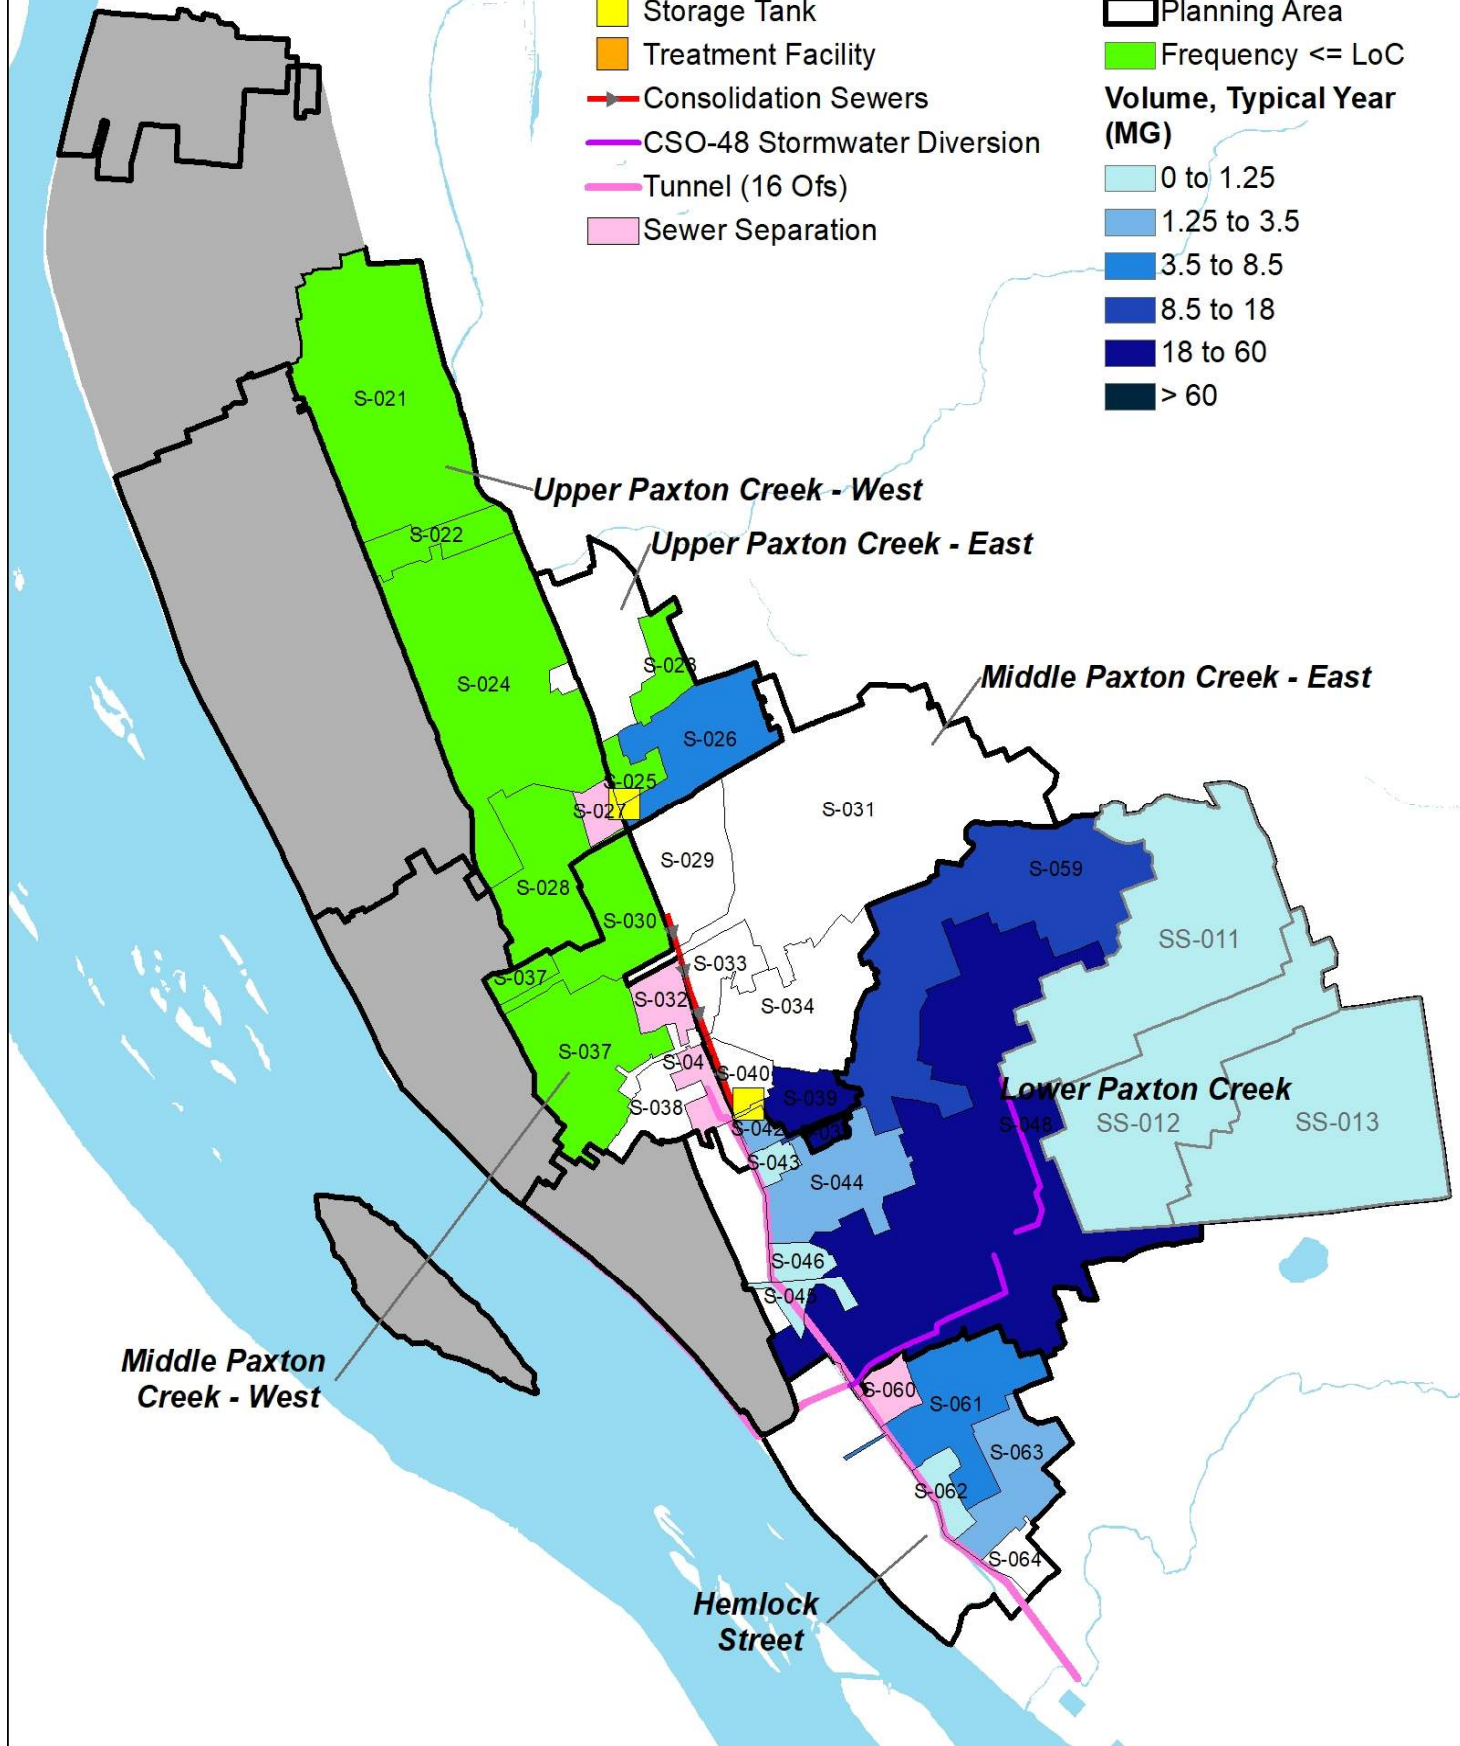 Storage Tank
Treatment Facility
Consolidation Sewers
CSO-48 Stormwater Diversion
Tunnel (16 Ofs)
Sewer Separation
Planning Area
Frequency <= LoC
Volume, Typical Year
(MG)
0 to 1.25
1.25 to 3.5
3.5 to 8.5
8.5 to 18
18 to 60
> 60
S-021
Upper Paxton Creek - West
S-022
Upper Paxton Creek - East
S-023
Middle Paxton Creek - East
S-024
S-026
S-025
S-027
S-031
S-029
S-059
S-028
S-030
SS-011
S-033
S-037
S-032
S-034
S-037
S-04
S-040
Lower Paxton Creek
S-039
S-038
S-042
S-048
SS-012
SS-013
S-043
S-044
S-046
S-045
Middle Paxton
Creek - West
S-060
S-061
S-063
S-062
S-064
Hemlock
Street